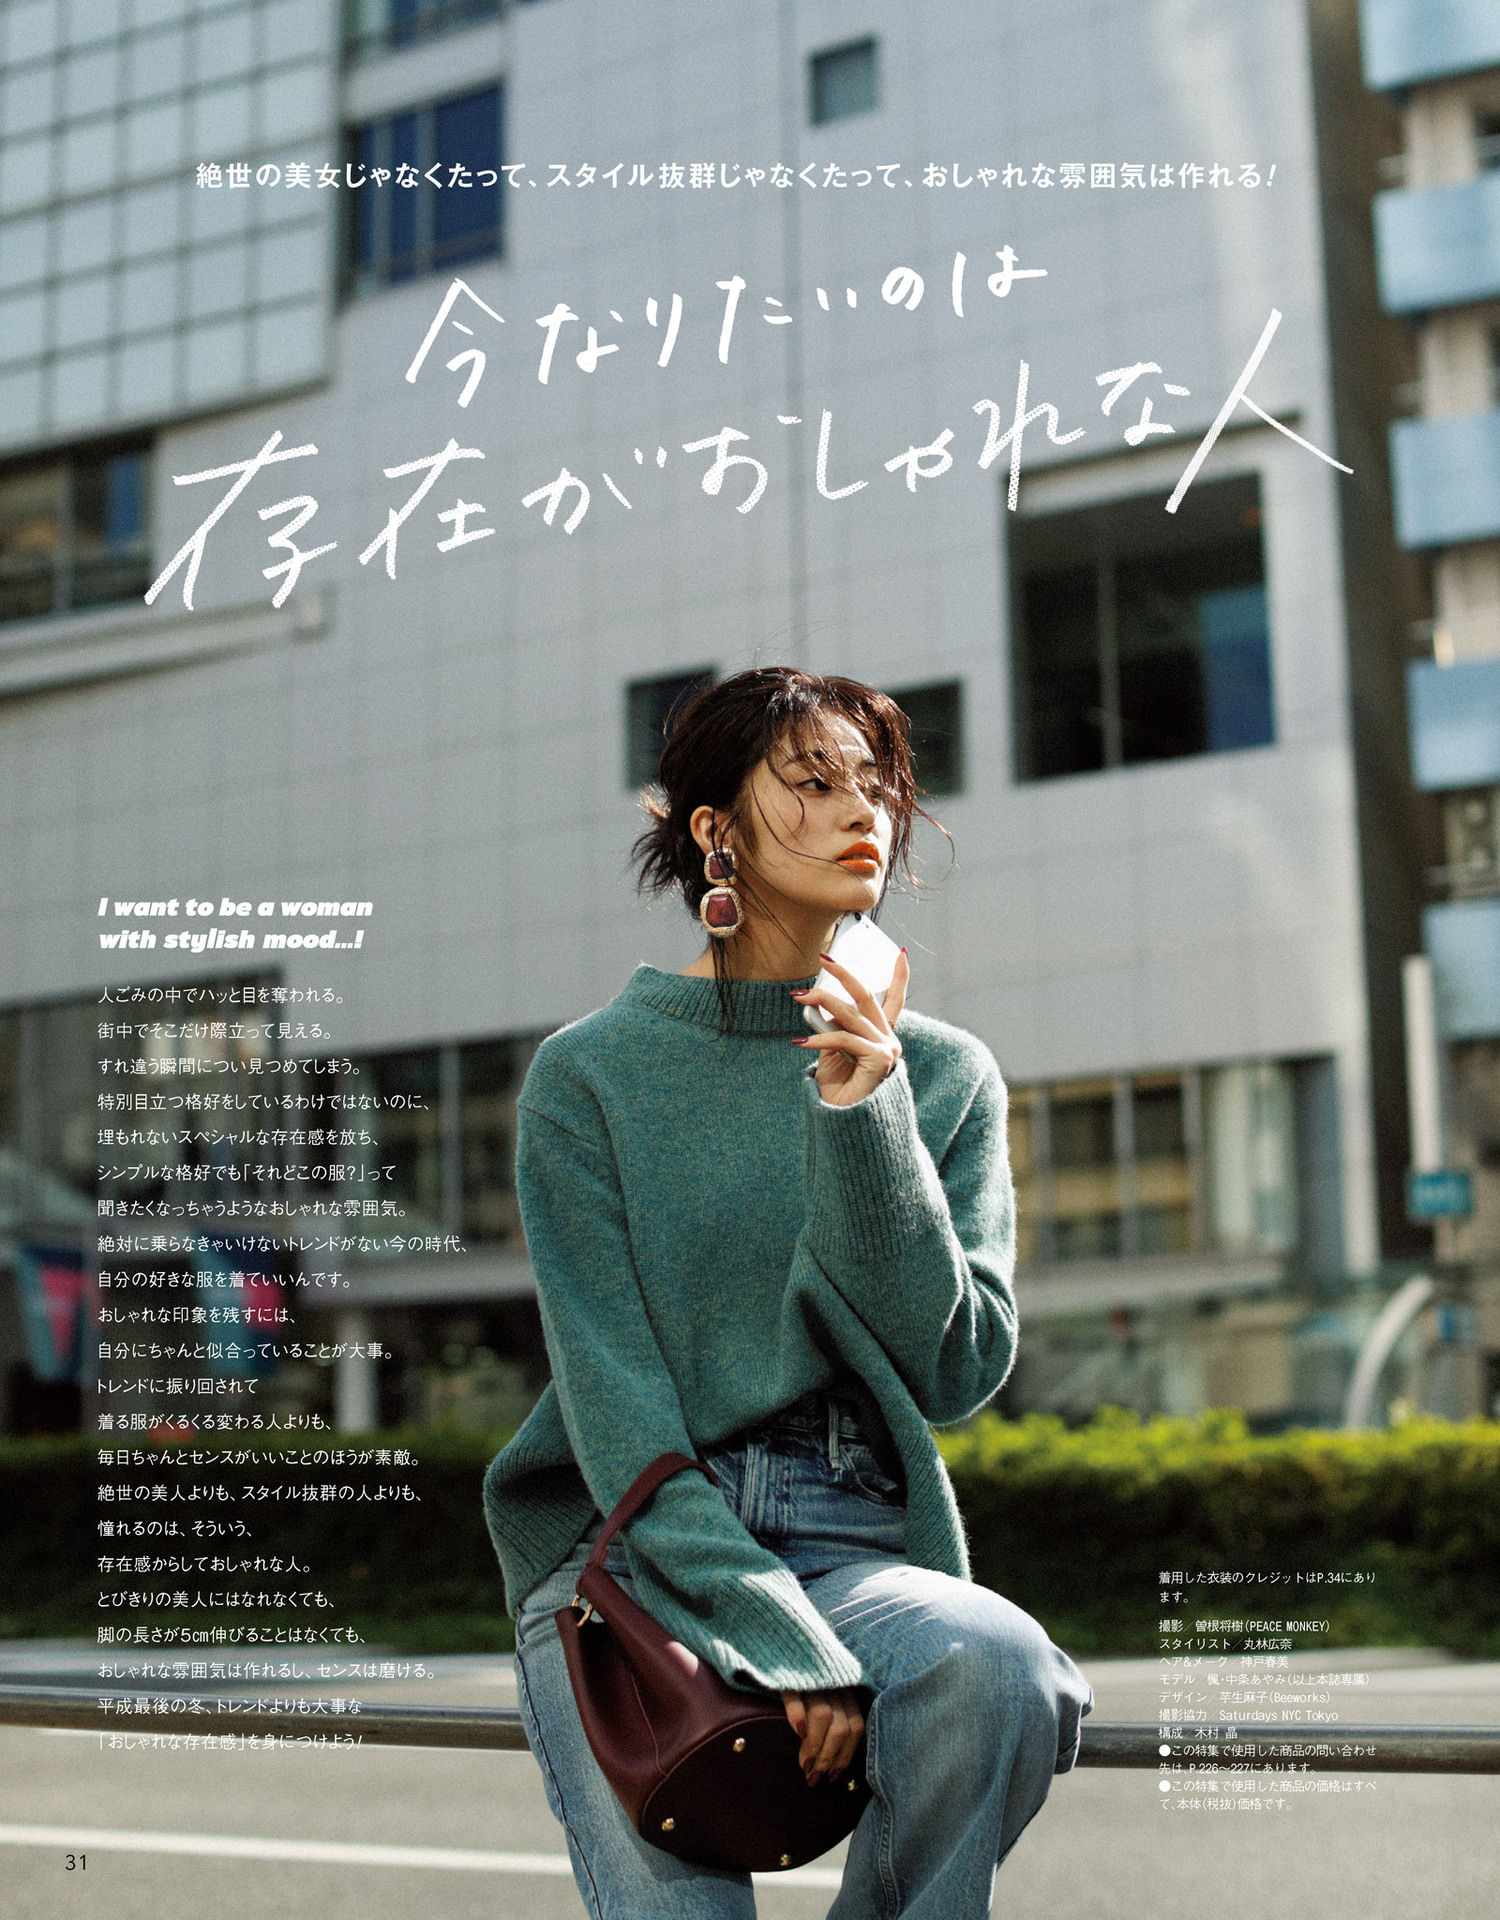 絶世の美女じゃなくたって、スタイル抜群じゃなくたって、おしゃれな雰囲気は作れる!
今なりたいのは
存在がおしゃれな人
I want to be a woman
with stylish mood...!
人ごみの中でハッと目を奪われる。
街中でそこだけ際立って見える。
すれ違う瞬間につい見つめてしまう。
特別目立つ格好をしているわけではないのに、
埋もれないスペシャルな存在感を放ち、
シンプルな格好でも「それどこの服?」って
聞きたくなっちゃうようなおしゃれな雰囲気。
絶対に乗らなきゃいけないトレンドがない今の時代、
自分の好きな服を着ていいんです。
おしゃれな印象を残すには、
自分にちゃんと似合っていることが大事。
トレンドに振り回されて
着る服がくるくる変わる人よりも、
毎日ちゃんとセンスがいいことのほうが素敵。
絶世の美人よりも、スタイル抜群の人よりも、
憧れるのは、そういう、
存在感からしておしゃれな人。
とびきりの美人にはなれなくても、
脚の長さが5cm伸びることはなくても、
おしゃれな雰囲気は作れるし、センスは磨ける。
平成最後の冬、トレンドよりも大事な
「おしゃれな存在感」を身につけよう!
着用した衣装のクレジットはP.34にあり
ます。
撮影/曽根将樹(PEACE MONKEY)
スタイリスト/丸林広奈
ヘア&メーク/神戸春美
モデル/楓・中条あやみ(以上本誌専属)
デザイン/芋生麻子(Beeworks)
撮影協力/Saturdays NYC Tokyo
構成/木村 晶
●この特集で使用した商品の問い合わせ
先は、P.226~227にあります。
●この特集で使用した商品の価格はすべ
て、本体(税抜)価格です。
31